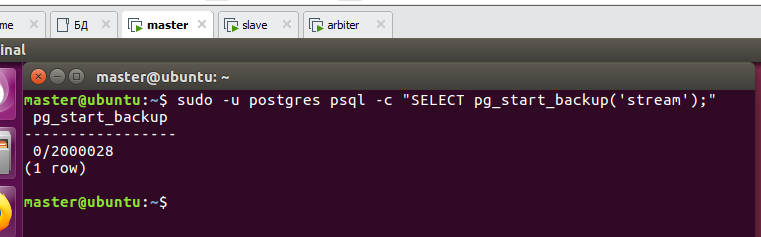 me
БД
master
slave
arbiter
inal
master@ubuntu: ~
master@ubuntu:~$ sudo -u postgres psql -c "SELECT pg_start_backup('stream');"
pg_start_backup
-----------------
0/2000028
(1 row)
master@ubuntu:~$